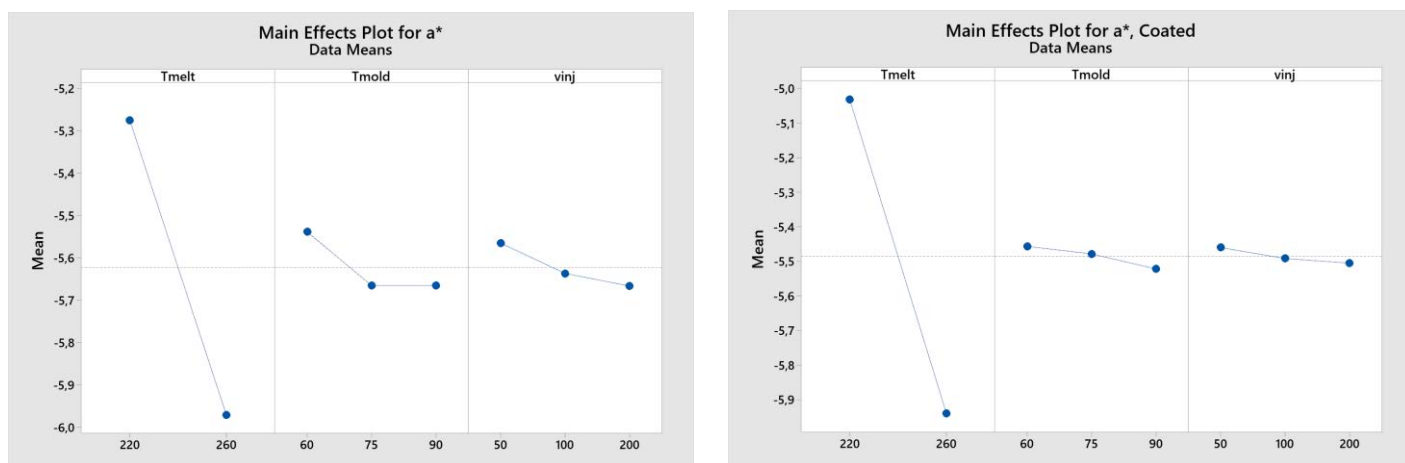 Main Effects Plot for a*
Data Means
Tmelt Tmold vinj
-5,2
-5,3
-5,4
-5,5
-5,6
-5,7
-5,8
-5,9
-6,0
Mean
220 260 60 75 90 50 100 200
Main Effects Plot for a*, Coated
Data Means
Tmelt Tmold vinj
-5,0
-5,1
-5,2
-5,3
-5,4
-5,5
-5,6
-5,7
-5,8
-5,9
Mean
220 260 60 75 90 50 100 200